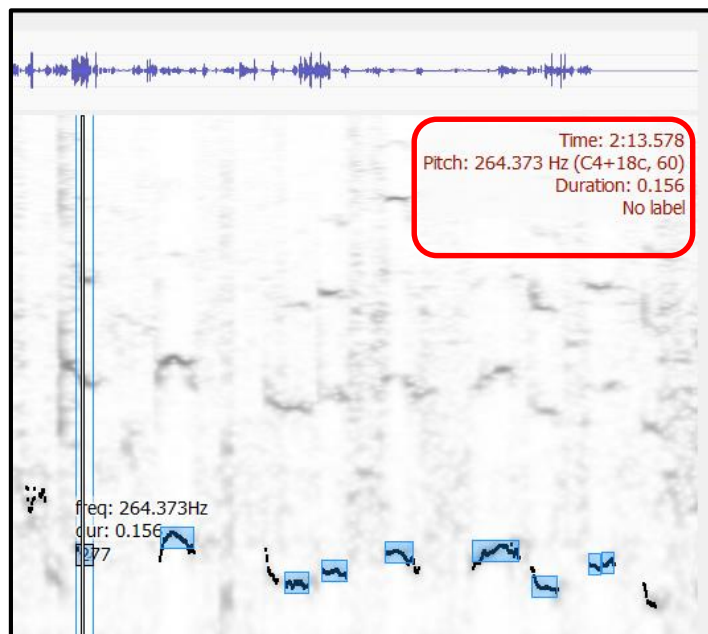 Time: 2:13.578
Pitch: 264.373 Hz (C4+18c, 60)
Duration: 0.156
No label
freq: 264.373Hz
dur: 0.156
277